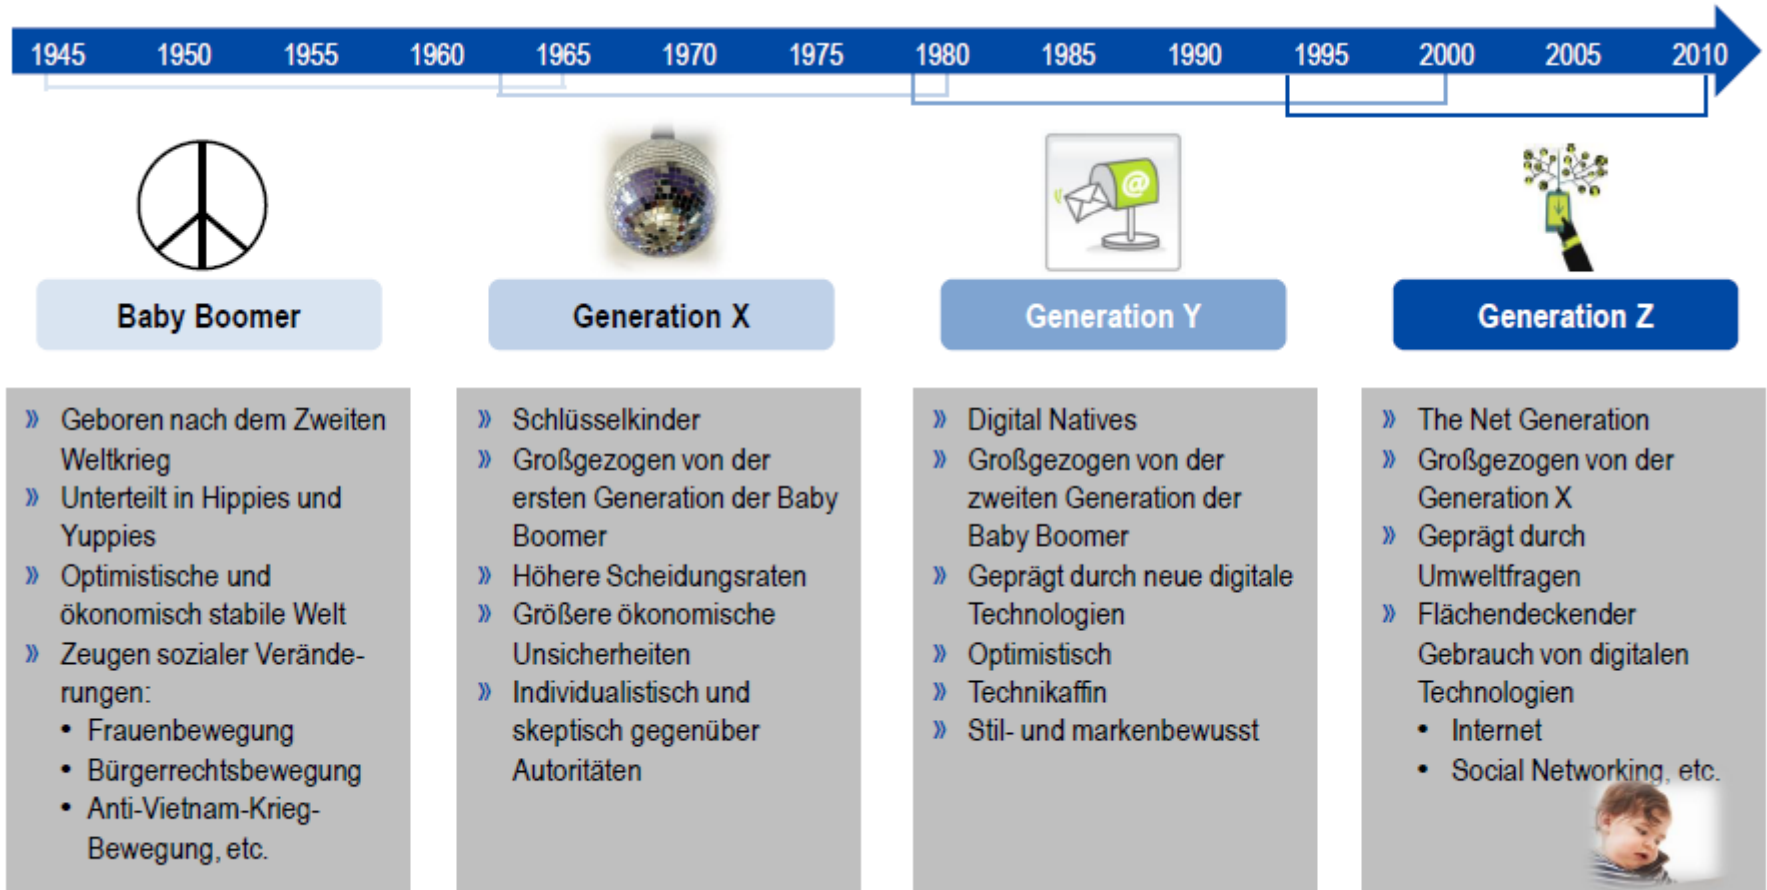 1945 1950 1955 1960 1965 1970 1975 1980 1985 1990 1995 2000 2005 2010
@
Baby Boomer
Generation X
Generation Y
Generation Z
» Geboren nach dem Zweiten
Weltkrieg
» Unterteilt in Hippies und
Yuppies
» Optimistische und
ökonomisch stabile Welt
» Zeugen sozialer Verände-
rungen:
• Frauenbewegung
• Bürgerrechtsbewegung
• Anti-Vietnam-Krieg-
Bewegung, etc.
» Schlüsselkinder
» Großgezogen von der
ersten Generation der Baby
Boomer
» Höhere Scheidungsraten
» Größere ökonomische
Unsicherheiten
» Individualistisch und
skeptisch gegenüber
Autoritäten
» Digital Natives
» Großgezogen von der
zweiten Generation der
Baby Boomer
» Geprägt durch neue digitale
Technologien
» Optimistisch
» Technikaffin
» Stil- und markenbewusst
» The Net Generation
» Großgezogen von der
Generation X
» Geprägt durch
Umweltfragen
» Flächendeckender
Gebrauch von digitalen
Technologien
• Internet
• Social Networking, etc.